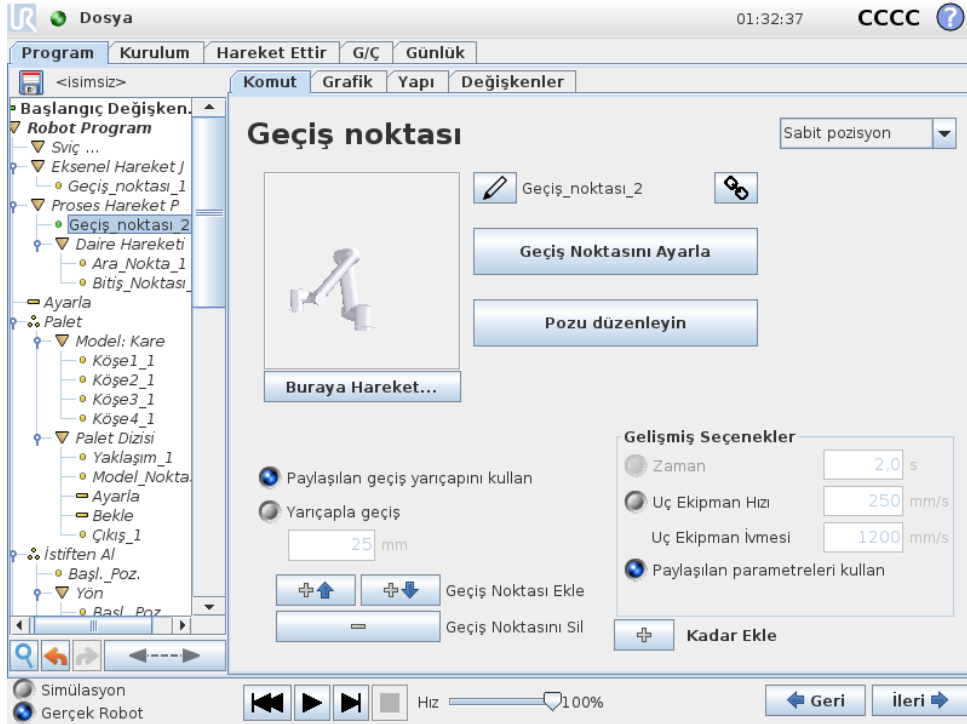 UR Dosya 01:32:37 CCCC ?
Program Kurulum Hareket Ettir G/Ç Günlük
<isimsiz> Komut Grafik Yapı Değişkenler
Başlangıç Değişken.
Robot Program
Sviç ...
Eksenel Hareket J
Geçiş_noktası_1
Proses Hareket P
Geçiş_noktası_2
Daire Hareketi
Ara_Nokta_1
Bitiş_Noktası_
Ayarla
Palet
Model: Kare
Köşe1_1
Köşe2_1
Köşe3_1
Köşe4_1
Palet Dizisi
Yaklaşım_1
Model_Nokta
Ayarla
Bekle
Çıkış_1
İstiften Al
Başl._Poz.
Yön
Başl._Poz.
Geçiş noktası
Sabit pozisyon
Geçiş_noktası_2
Geçiş Noktasını Ayarla
Pozu düzenleyin
Buraya Hareket...
Paylaşılan geçiş yarıçapını kullan
Yarıçapla geçiş
25 mm
Geçiş Noktası Ekle
Geçiş Noktasını Sil
Gelişmiş Seçenekler
Zaman 2,0 s
Uç Ekipman Hızı 250 mm/s
Uç Ekipman İvmesi 1200 mm/s
Paylaşılan parametreleri kullan
Kadar Ekle
Simülasyon
Gerçek Robot
Hız 100%
Geri İleri